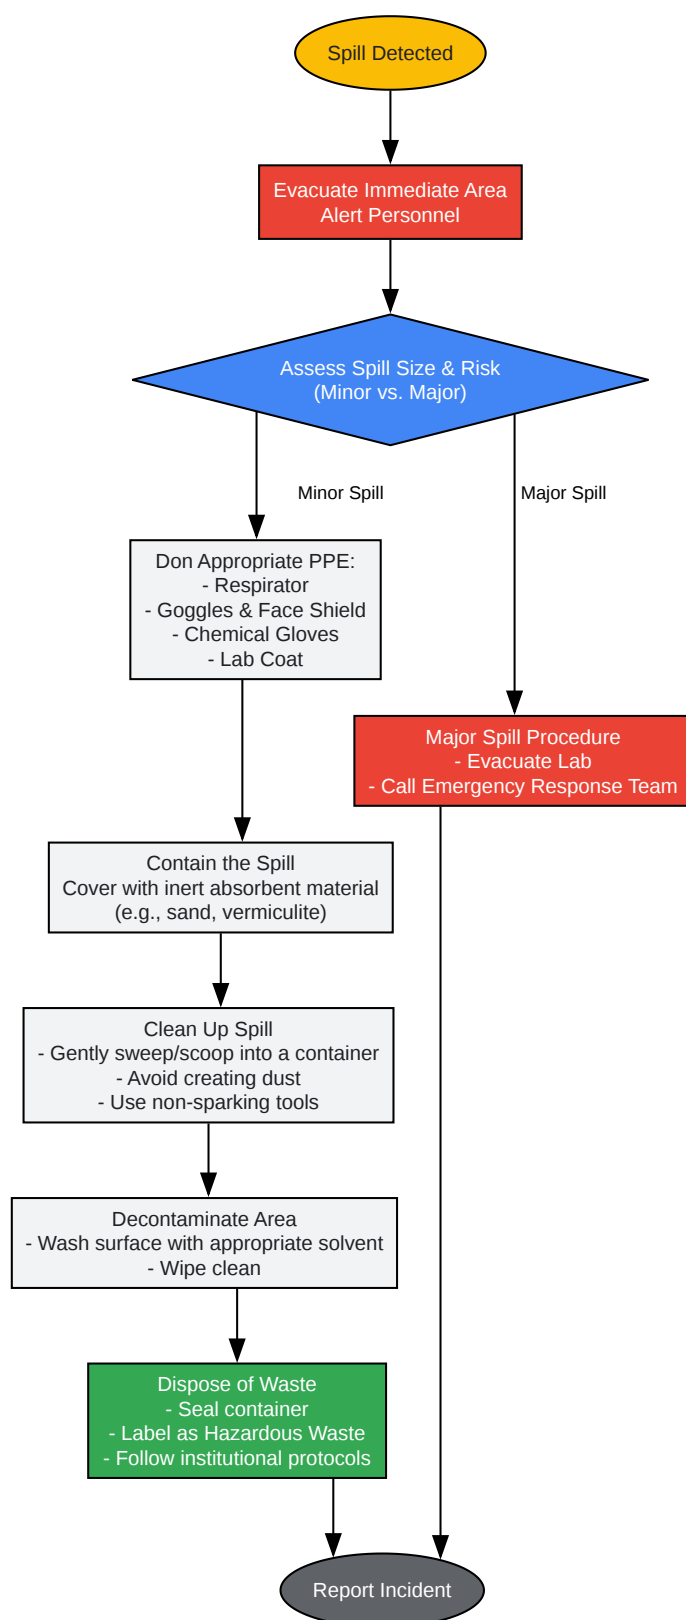 Spill Detected
Evacuate Immediate Area
Alert Personnel
Assess Spill Size & Risk
(Minor vs. Major)
Minor Spill
Major Spill
Don Appropriate PPE:
- Respirator
- Goggles & Face Shield
- Chemical Gloves
- Lab Coat
Major Spill Procedure
- Evacuate Lab
- Call Emergency Response Team
Contain the Spill
Cover with inert absorbent material
(e.g., sand, vermiculite)
Clean Up Spill
- Gently sweep/scoop into a container
- Avoid creating dust
- Use non-sparking tools
Decontaminate Area
- Wash surface with appropriate solvent
- Wipe clean
Dispose of Waste
- Seal container
- Label as Hazardous Waste
- Follow institutional protocols
Report Incident